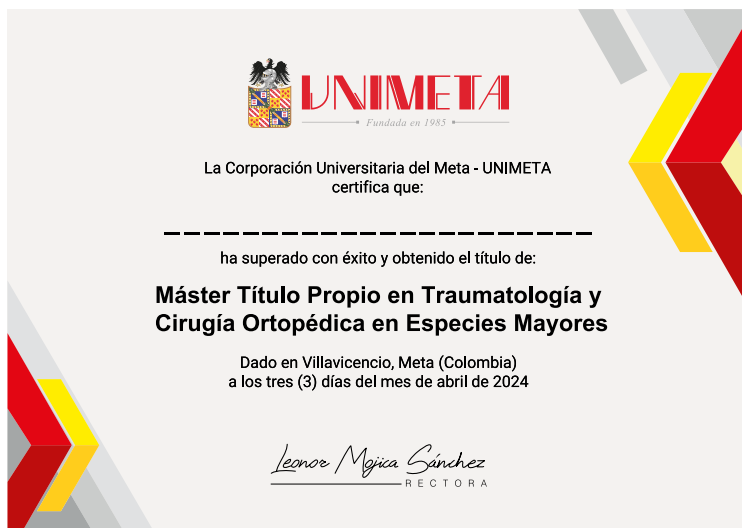 UNIMETA
Fundada en 1985
La Corporación Universitaria del Meta - UNIMETA
certifica que:
ha superado con éxito y obtenido el título de:
Máster Título Propio en Traumatología y
Cirugía Ortopédica en Especies Mayores
Dado en Villavicencio, Meta (Colombia)
a los tres (3) días del mes de abril de 2024
Leonor Mojica Sánchez
RECTORA